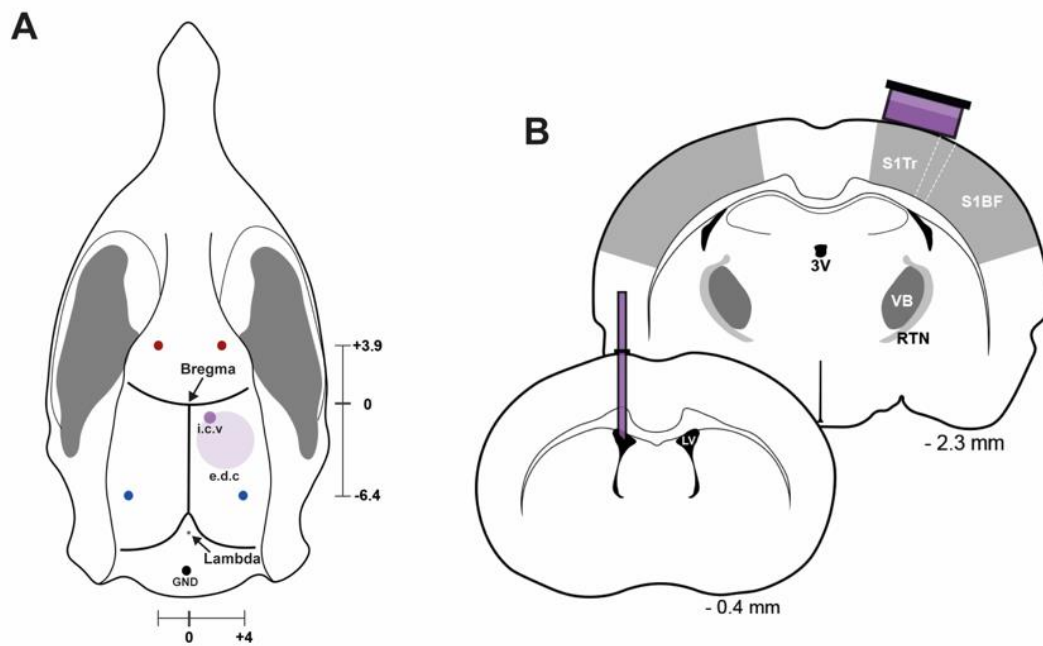 A
+3.9
Bregma
0
i.c.v
e.d.c
-6.4
Lambda
GND
0
+4
B
S1Tr
S1BF
3V
VB
RTN
- 2.3 mm
LV
- 0.4 mm